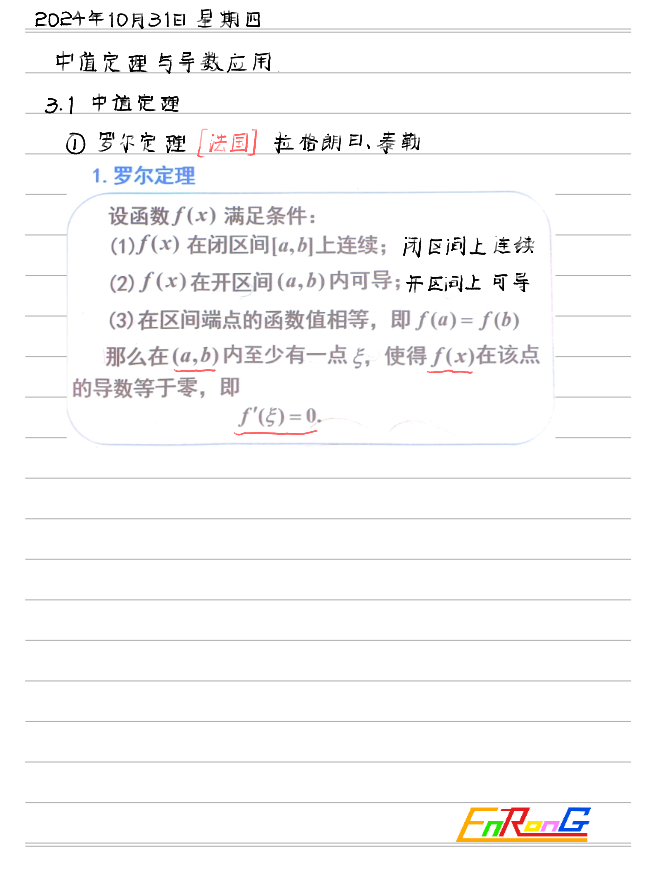 2024年10月31日 星期四
中值定理与导数应用
3.1 中值定理
① 罗尔定理 [法国] 拉格朗日、泰勒
1. 罗尔定理
设函数 f(x) 满足条件：
(1) f(x) 在闭区间[a,b]上连续； 闭区间上连续
(2) f(x) 在开区间(a,b)内可导；开区间上可导
(3) 在区间端点的函数值相等，即 f(a) = f(b)
那么在(a,b)内至少有一点 ξ，使得 f(x) 在该点
的导数等于零，即
f′(ξ) = 0.
EnRonG